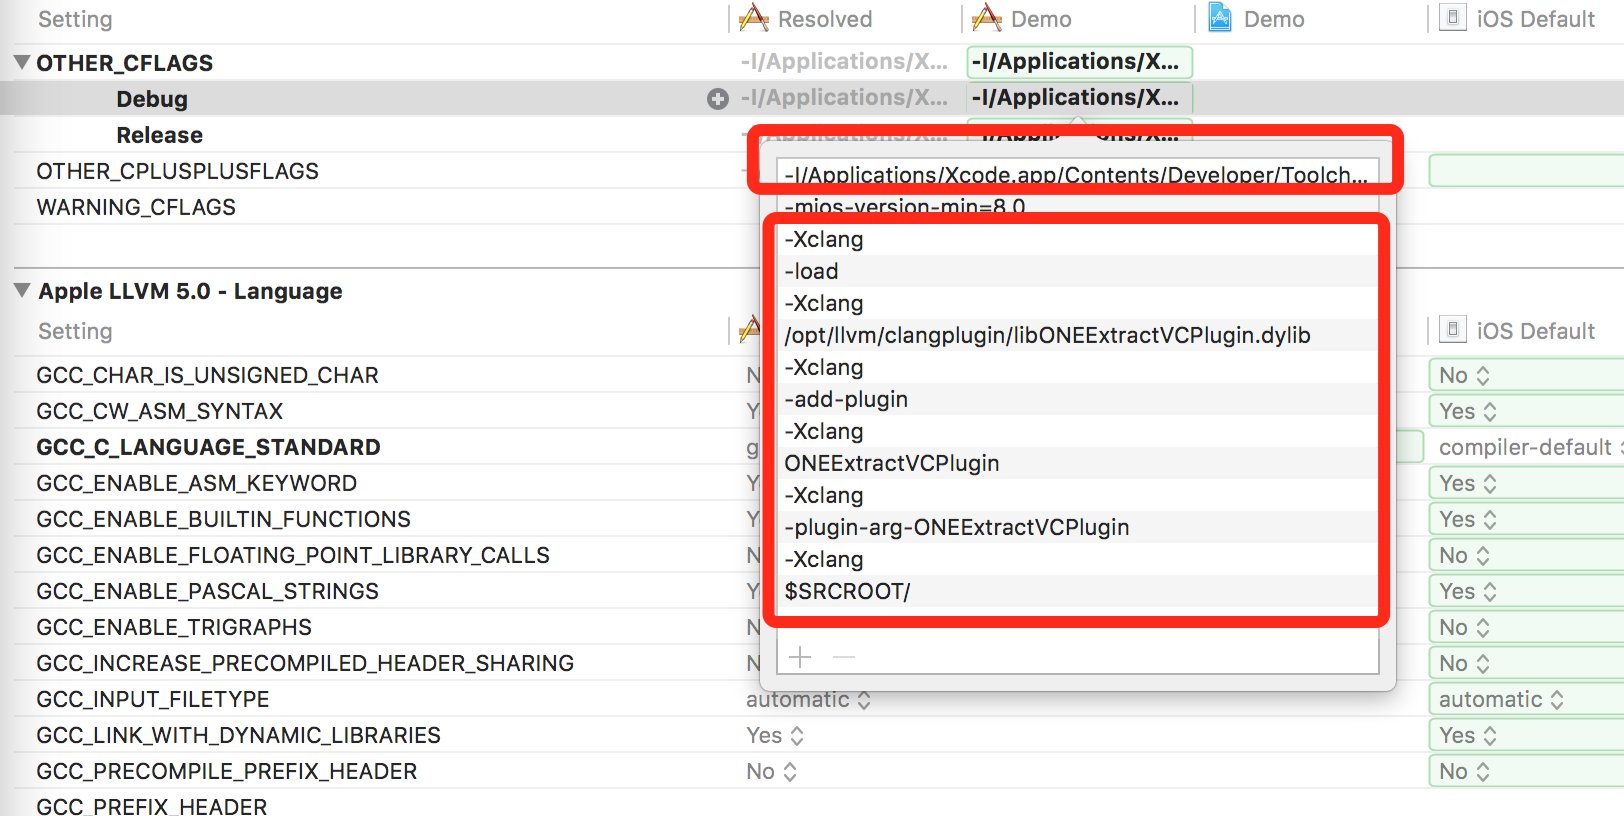 Setting Resolved Demo Demo iOS Default
OTHER_CFLAGS -I/Applications/X... -I/Applications/X...
Debug -I/Applications/X... -I/Applications/X...
Release
OTHER_CPLUSPLUSFLAGS
WARNING_CFLAGS
-I/Applications/Xcode.app/Contents/Developer/Toolch...
-mios-version-min=8.0
-Xclang
-load
-Xclang
/opt/llvm/clangplugin/libONEExtractVCPlugin.dylib
-Xclang
-add-plugin
-Xclang
ONEExtractVCPlugin
-Xclang
-plugin-arg-ONEExtractVCPlugin
-Xclang
$SRCROOT/
Apple LLVM 5.0 - Language
Setting iOS Default
GCC_CHAR_IS_UNSIGNED_CHAR No
GCC_CW_ASM_SYNTAX Yes
GCC_C_LANGUAGE_STANDARD compiler-default
GCC_ENABLE_ASM_KEYWORD Yes
GCC_ENABLE_BUILTIN_FUNCTIONS Yes
GCC_ENABLE_FLOATING_POINT_LIBRARY_CALLS No
GCC_ENABLE_PASCAL_STRINGS Yes
GCC_ENABLE_TRIGRAPHS No
GCC_INCREASE_PRECOMPILED_HEADER_SHARING No
GCC_INPUT_FILETYPE automatic automatic
GCC_LINK_WITH_DYNAMIC_LIBRARIES Yes Yes
GCC_PRECOMPILE_PREFIX_HEADER No No
GCC_PREFIX_HEADER